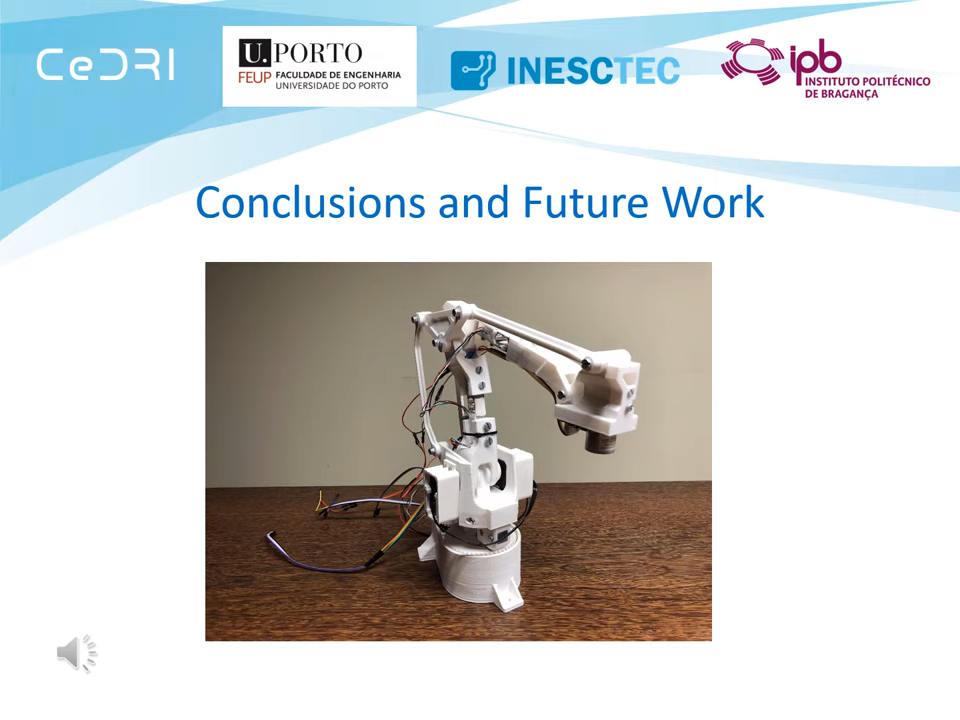 CeDRI
U. PORTO
FEUP FACULDADE DE ENGENHARIA
UNIVERSIDADE DO PORTO
INESCTEC
ipb
INSTITUTO POLITÉCNICO
DE BRAGANÇA
Conclusions and Future Work